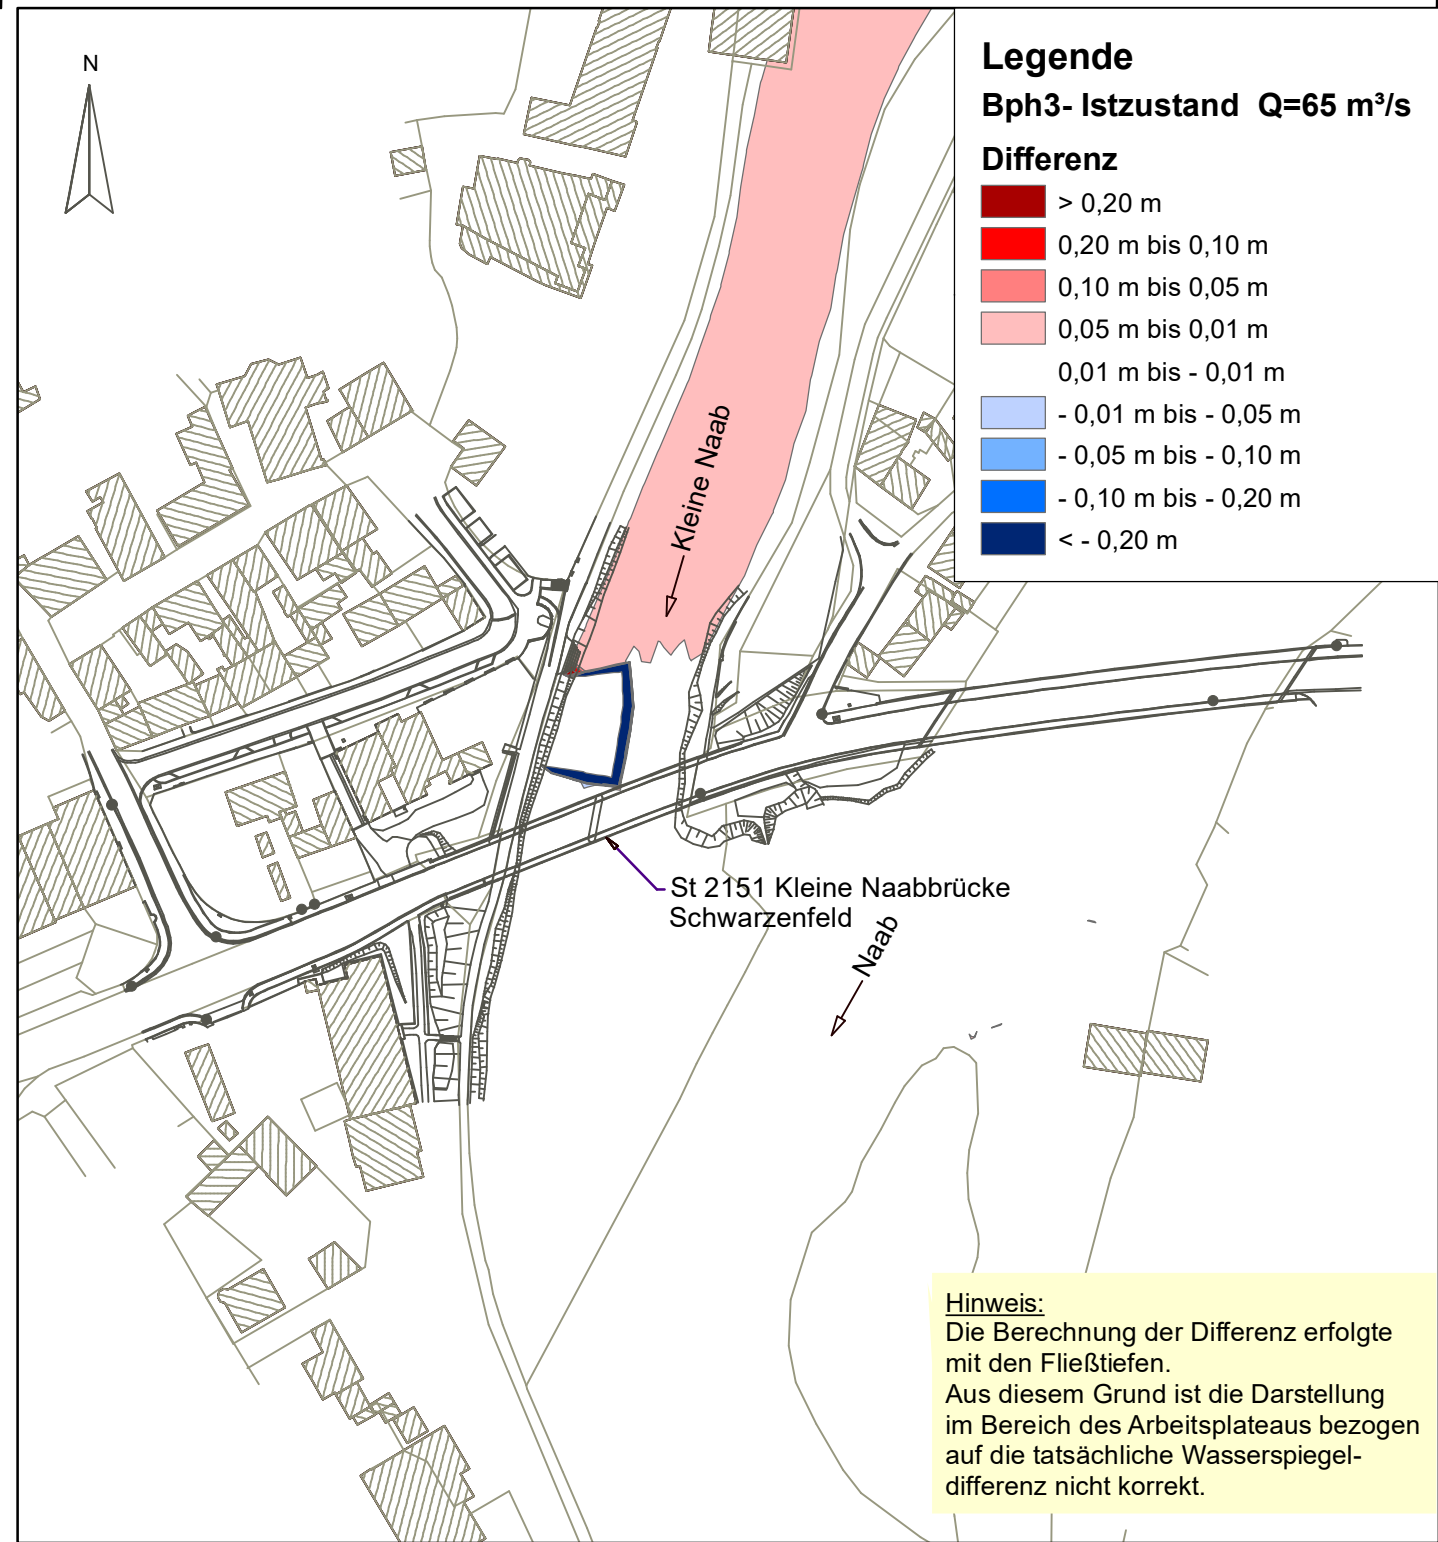 N
Legende
Bph3- Istzustand Q=65 m³/s
Differenz
> 0,20 m
0,20 m bis 0,10 m
0,10 m bis 0,05 m
0,05 m bis 0,01 m
0,01 m bis - 0,01 m
- 0,01 m bis - 0,05 m
- 0,05 m bis - 0,10 m
- 0,10 m bis - 0,20 m
< - 0,20 m
Kleine Naab
St 2151 Kleine Naabbrücke
Schwarzenfeld
Naab
Hinweis:
Die Berechnung der Differenz erfolgte
mit den Fließtiefen.
Aus diesem Grund ist die Darstellung
im Bereich des Arbeitsplateaus bezogen
auf die tatsächliche Wasserspiegel-
differenz nicht korrekt.